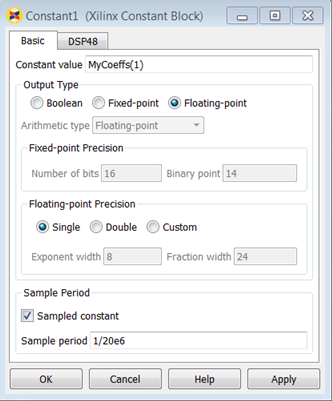 Constant1 (Xilinx Constant Block)
Basic DSP48
Constant value MyCoeffs(1)
Output Type
Boolean Fixed-point Floating-point
Arithmetic type Floating-point
Fixed-point Precision
Number of bits 16 Binary point 14
Floating-point Precision
Single Double Custom
Exponent width 8 Fraction width 24
Sample Period
Sampled constant
Sample period 1/20e6
OK Cancel Help Apply